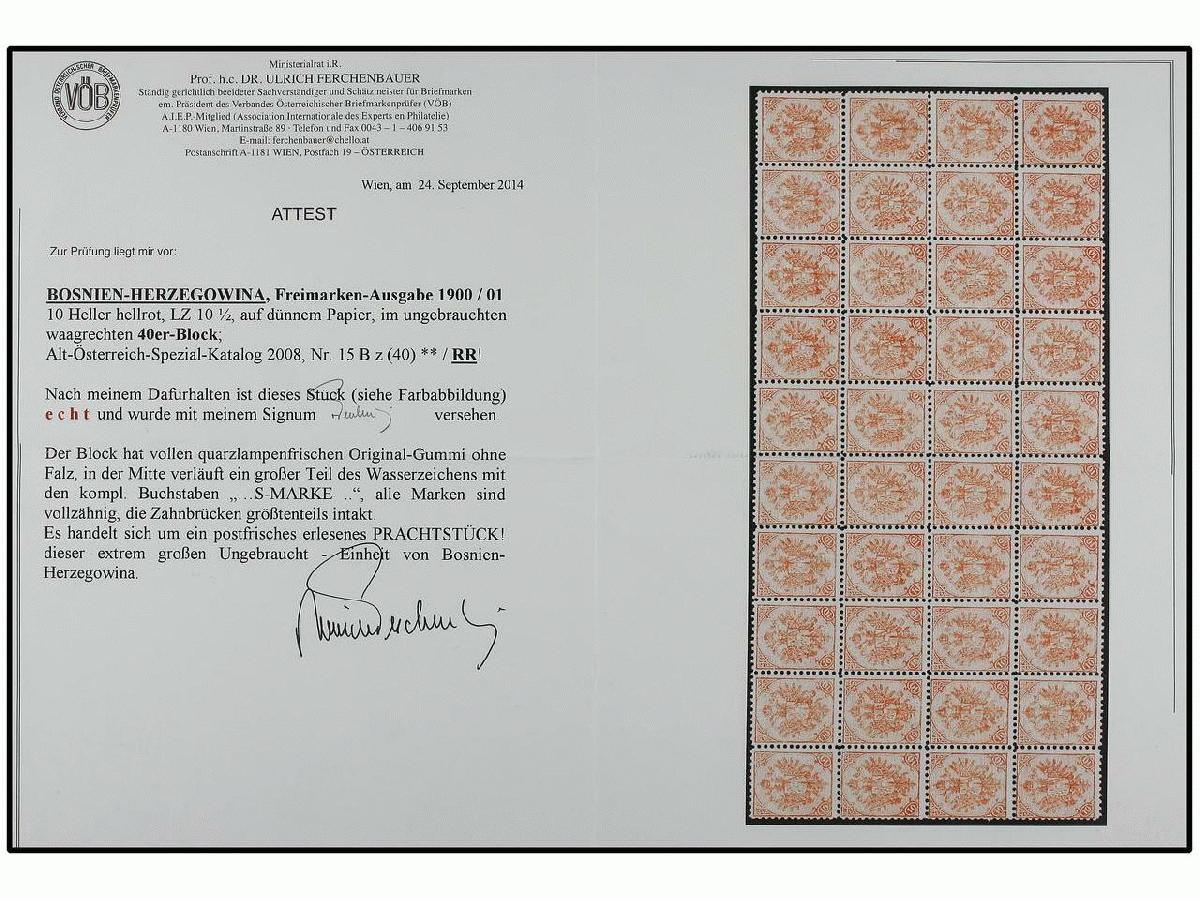 VÖB
Ministerialrat i.R.
Prof. h.c. DR. ULRICH FERCHENBAUER
Ständig gerichtlich beeideter Sachverständiger und Schätzmeister für Briefmarken
em. Präsident des Verbandes Österreichischer Briefmarkenprüfer (VÖB)
A.I.E.P.-Mitglied (Association Internationale des Experts en Philatelie)
A-1180 Wien, Martinstraße 89 · Telefon und Fax 0043 – 1 – 406 91 53
E-mail: ferchenbauer@chello.at
Postanschrift A-1181 WIEN, Postfach 19 – ÖSTERREICH
Wien, am 24. September 2014
ATTEST
Zur Prüfung liegt mir vor:
BOSNIEN-HERZEGOWINA, Freimarken-Ausgabe 1900 / 01
10 Heller hellrot, LZ 10 ½, auf dünnem Papier, im ungebrauchten
waagrechten 40er-Block;
Alt-Österreich-Spezial-Katalog 2008, Nr. 15 B z (40) ** / RR!
Nach meinem Dafürhalten ist dieses Stück (siehe Farbabbildung)
echt und wurde mit meinem Signum versehen.
Der Block hat vollen quarzlampenfrischen Original-Gummi ohne
Falz, in der Mitte verläuft ein großer Teil des Wasserzeichens mit
den kompl. Buchstaben „ ..S-MARKE ..“, alle Marken sind
vollzähnig, die Zahnbrücken größtenteils intakt.
Es handelt sich um ein postfrisches erlesenes PRACHTSTÜCK!
dieser extrem großen Ungebraucht - Einheit von Bosnien-
Herzegowina.